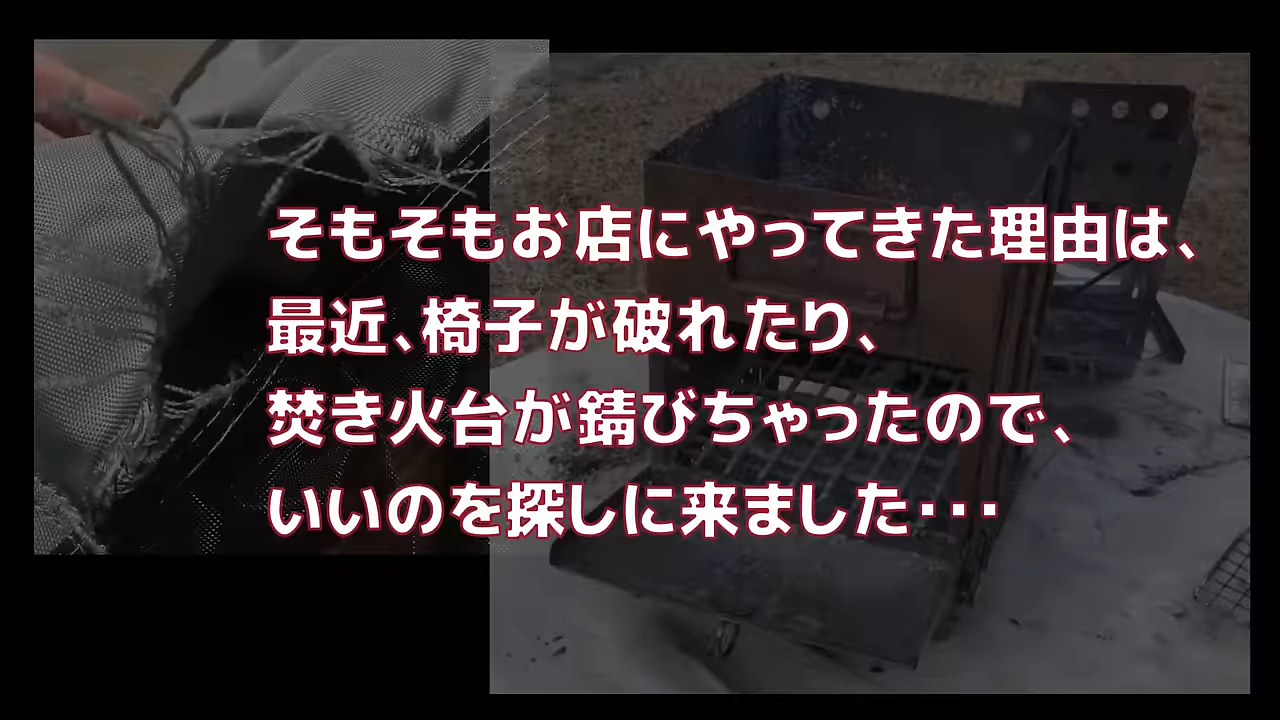 そもそもお店にやってきた理由は、
最近、椅子が破れたり、
焚き火台が錆びちゃったので、
いいのを探しに来ました･･･